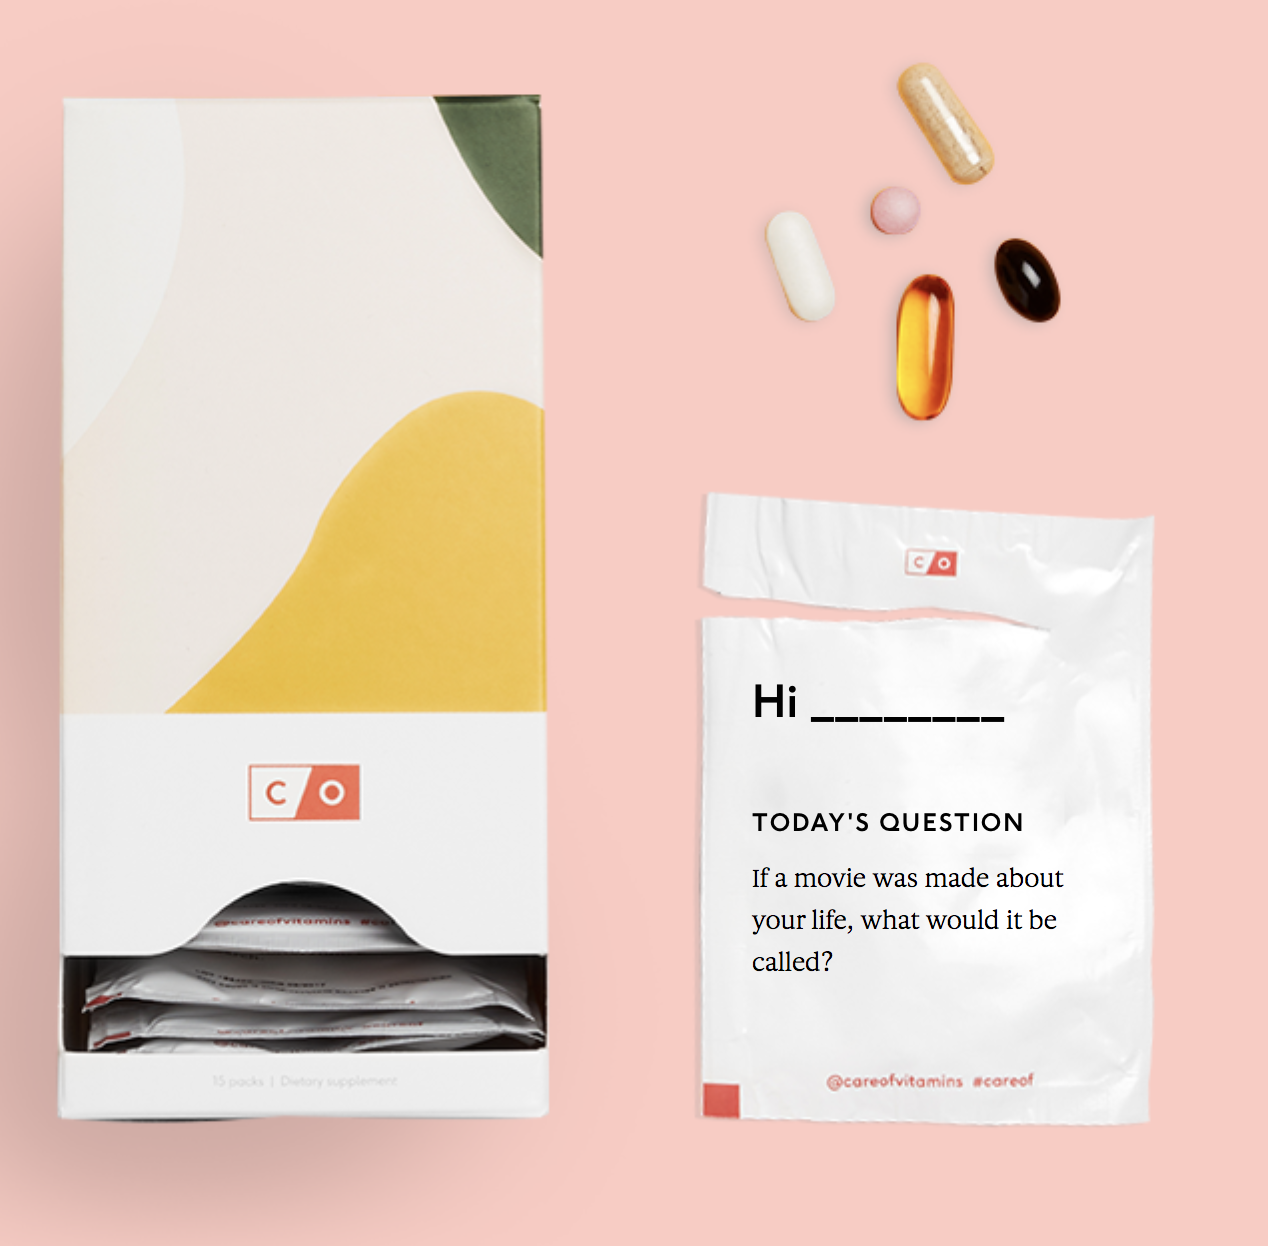 C/O
@careofvitamins #careof
15 packs | Dietary supplement
C/O
Hi ________
TODAY'S QUESTION
If a movie was made about
your life, what would it be
called?
@careofvitamins #careof